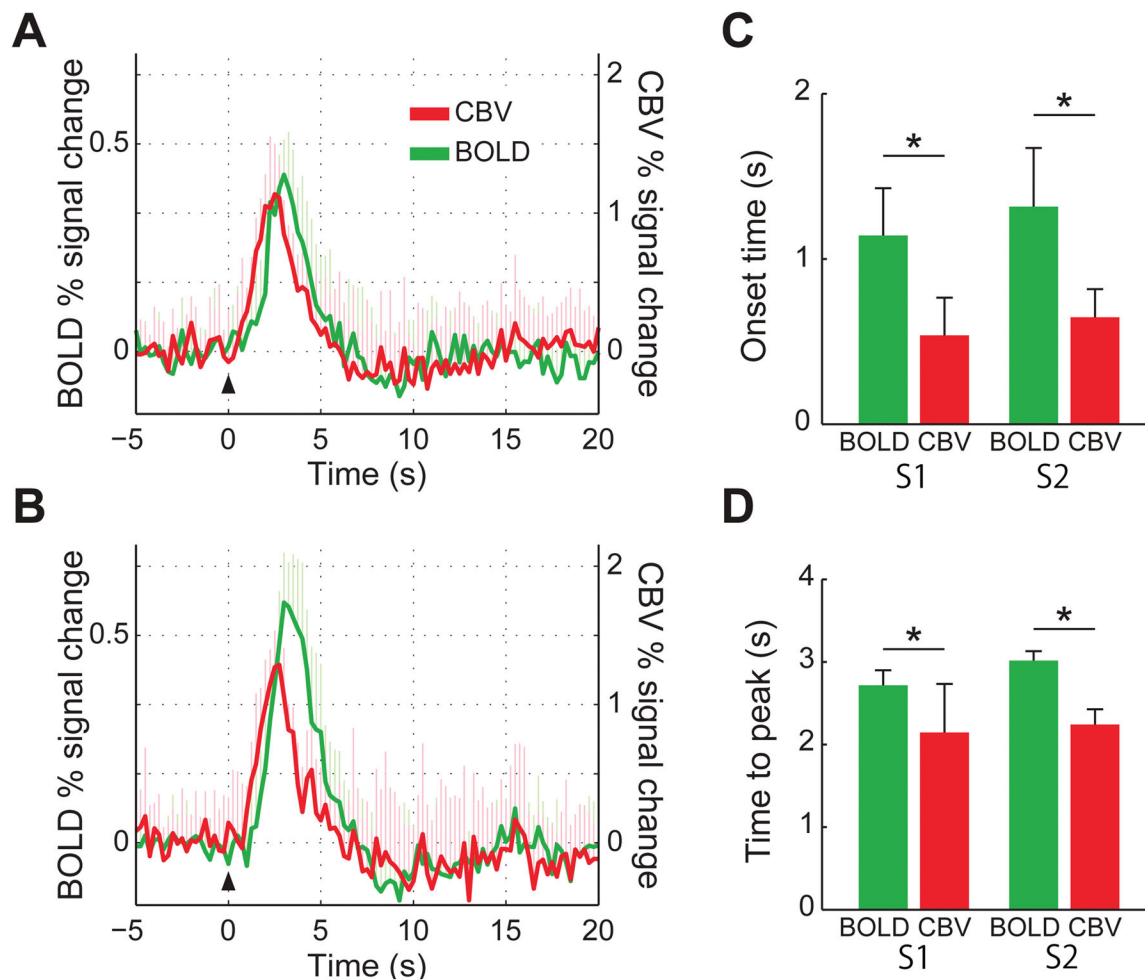 A
BOLD % signal change
0.5
0
CBV
BOLD
2
1
0
CBV % signal change
−5 0 5 10 15 20
Time (s)
B
BOLD % signal change
0.5
0
2
1
0
CBV % signal change
−5 0 5 10 15 20
Time (s)
C
Onset time (s)
2
1
0
* *
BOLD CBV BOLD CBV
S1 S2
D
Time to peak (s)
4
3
2
1
0
* *
BOLD CBV BOLD CBV
S1 S2